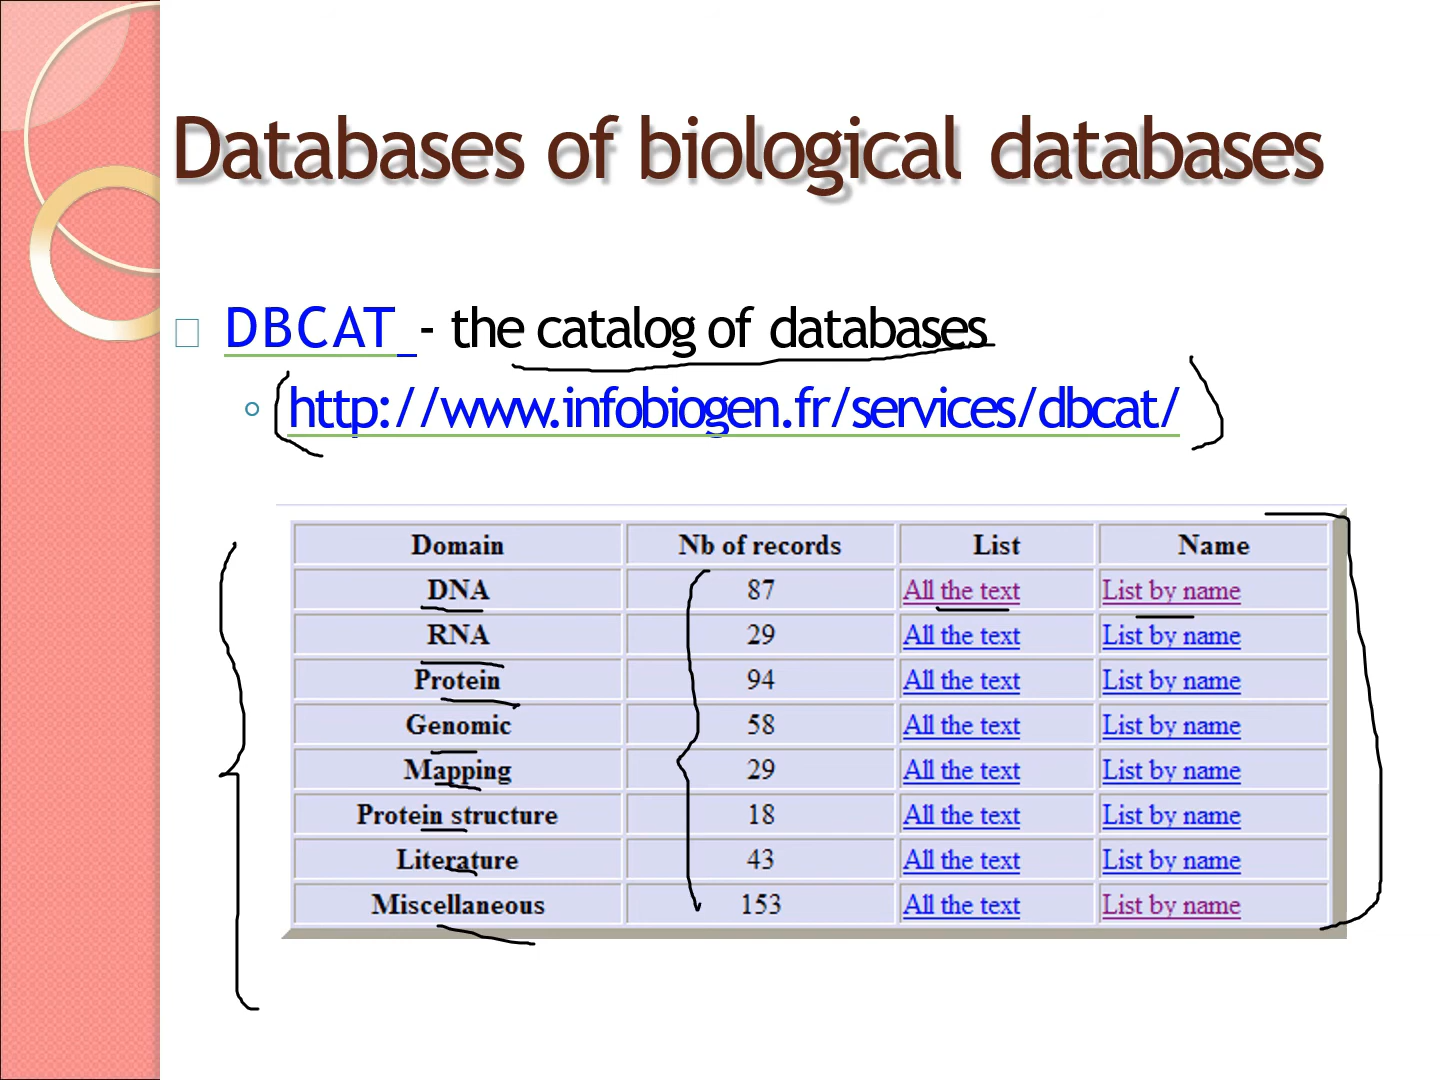 Databases of biological databases
DBCAT - the catalog of databases
http://www.infobiogen.fr/services/dbcat/
Domain Nb of records List Name
DNA 87 All the text List by name
RNA 29 All the text List by name
Protein 94 All the text List by name
Genomic 58 All the text List by name
Mapping 29 All the text List by name
Protein structure 18 All the text List by name
Literature 43 All the text List by name
Miscellaneous 153 All the text List by name